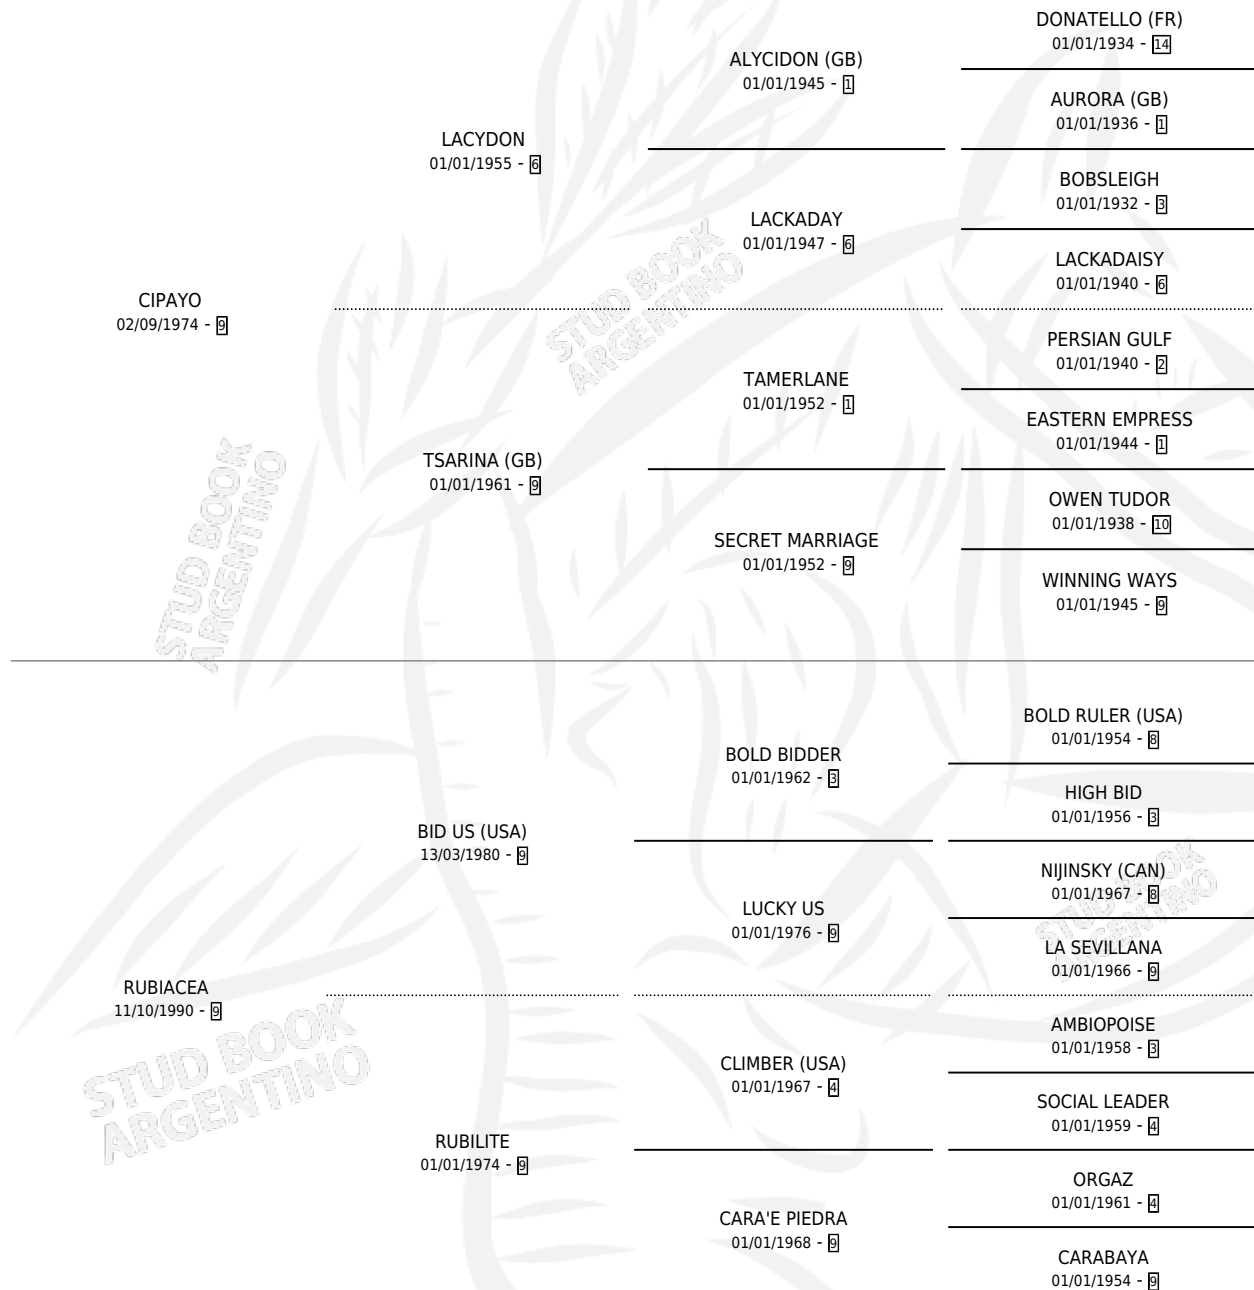 DONATELLO (FR)
01/01/1934 - 14
ALYCIDON (GB)
01/01/1945 - 1
AURORA (GB)
01/01/1936 - 1
LACYDON
01/01/1955 - 6
BOBSLEIGH
01/01/1932 - 3
LACKADAY
01/01/1947 - 6
LACKADAISY
01/01/1940 - 6
CIPAYO
02/09/1974 - 9
PERSIAN GULF
01/01/1940 - 2
TAMERLANE
01/01/1952 - 1
EASTERN EMPRESS
01/01/1944 - 1
TSARINA (GB)
01/01/1961 - 9
OWEN TUDOR
01/01/1938 - 10
SECRET MARRIAGE
01/01/1952 - 9
WINNING WAYS
01/01/1945 - 9
STUD BOOK
ARGENTINO
STUD BOOK
ARGENTINO
BOLD RULER (USA)
01/01/1954 - 8
BOLD BIDDER
01/01/1962 - 3
HIGH BID
01/01/1956 - 3
BID US (USA)
13/03/1980 - 9
NIJINSKY (CAN)
01/01/1967 - 8
LUCKY US
01/01/1976 - 9
LA SEVILLANA
01/01/1966 - 9
STUD BOOK
ARGENTINO
RUBIACEA
11/10/1990 - 9
AMBIOPOISE
01/01/1958 - 3
CLIMBER (USA)
01/01/1967 - 4
SOCIAL LEADER
01/01/1959 - 4
STUD BOOK
ARGENTINO
RUBILITE
01/01/1974 - 9
ORGAZ
01/01/1961 - 4
CARA'E PIEDRA
01/01/1968 - 9
CARABAYA
01/01/1954 - 9